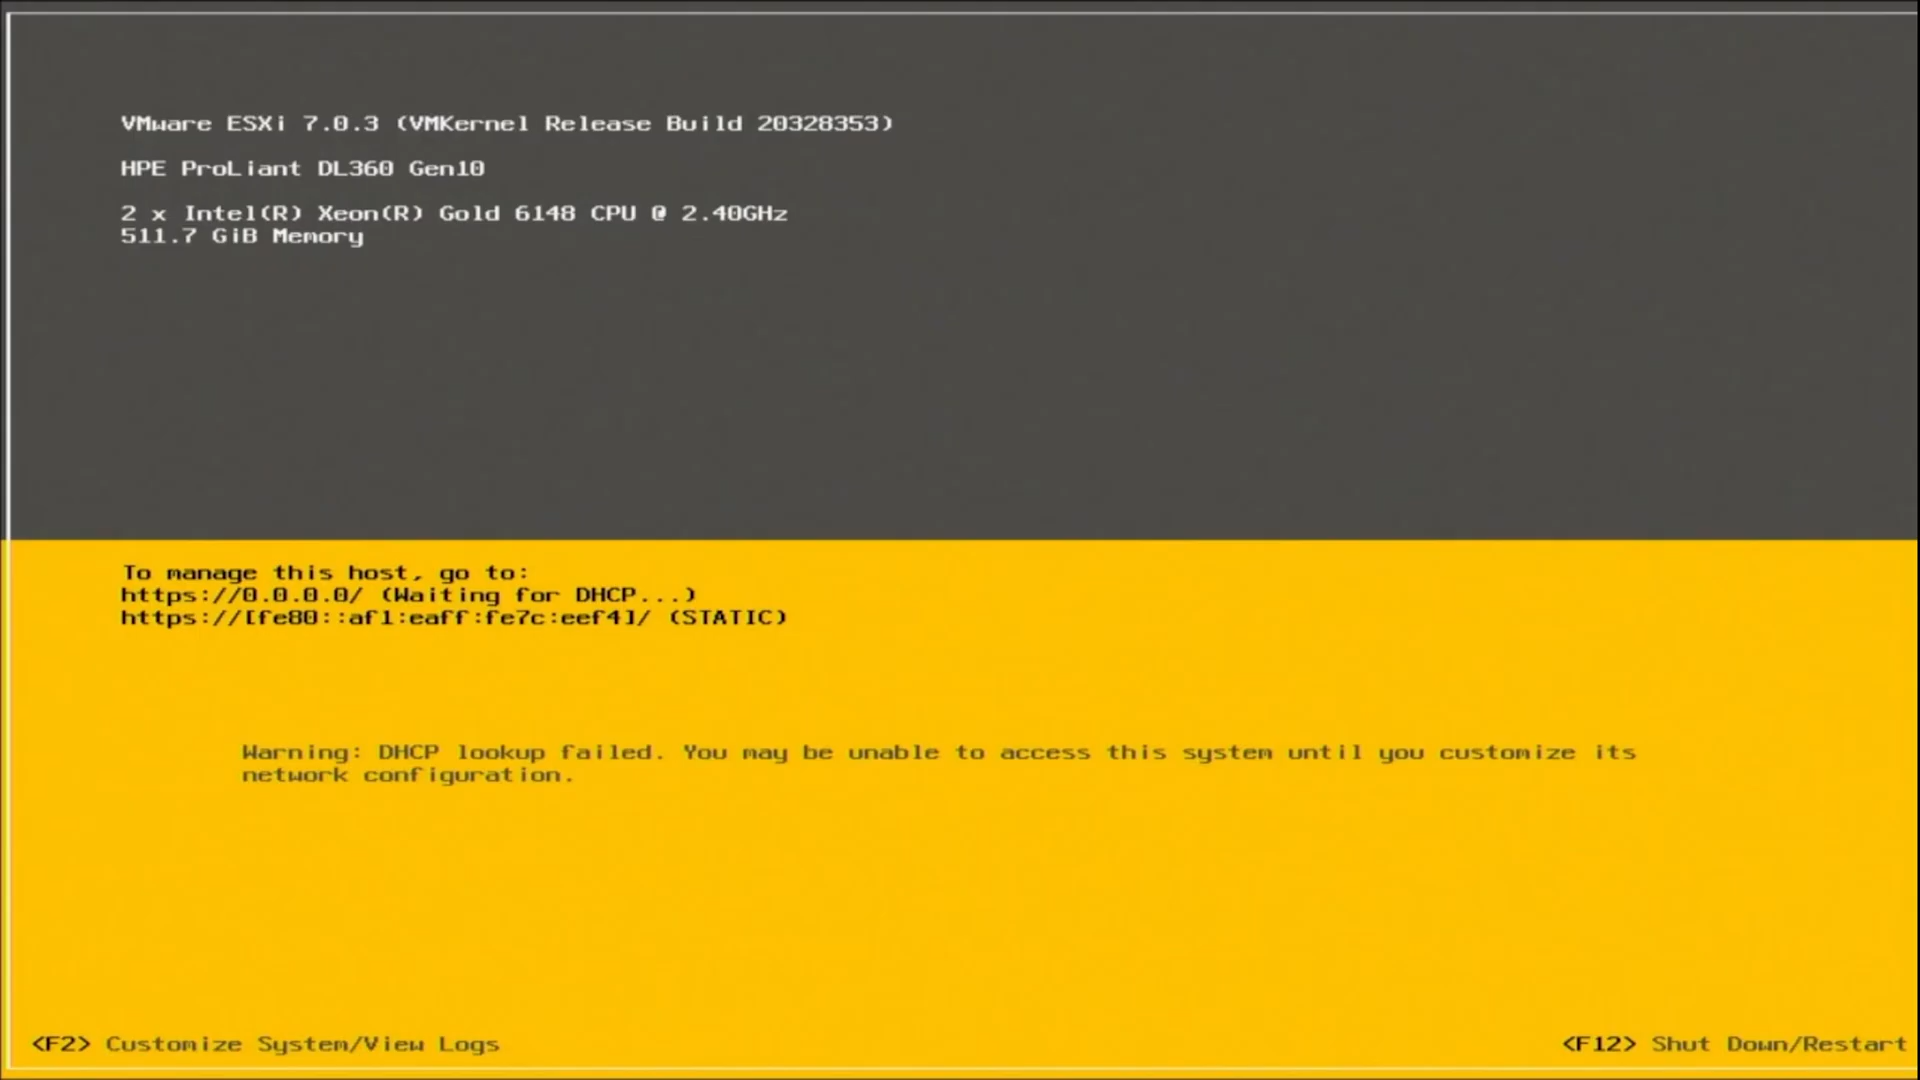 VMware ESXi 7.0.3 (VMKernel Release Build 20328353)
HPE ProLiant DL360 Gen10
2 x Intel(R) Xeon(R) Gold 6148 CPU @ 2.40GHz
511.7 GiB Memory
To manage this host, go to:
https://0.0.0.0/ (Waiting for DHCP...)
https://[fe80::af1:eaff:fe7c:eef4]/ (STATIC)
Warning: DHCP lookup failed. You may be unable to access this system until you customize its
network configuration.
<F2> Customize System/View Logs
<F12> Shut Down/Restart